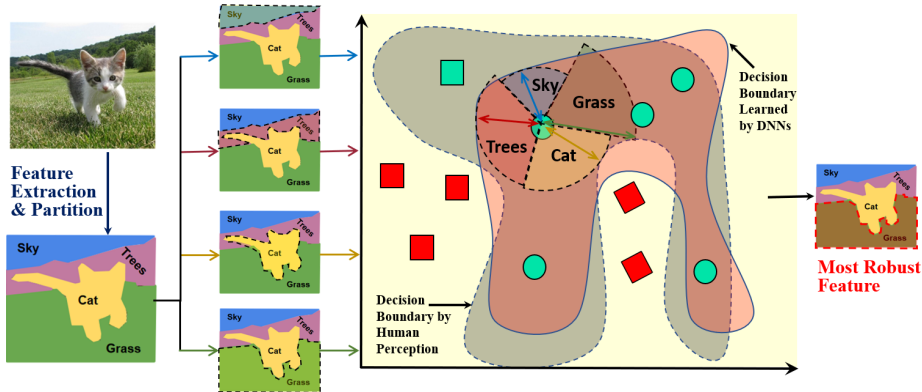 Feature
Extraction
& Partition
Sky
Trees
Cat
Grass
Sky
Trees
Cat
Grass
Sky
Trees
Cat
Grass
Sky
Trees
Cat
Grass
Sky
Trees
Cat
Grass
Sky
Grass
Trees
Cat
Decision
Boundary
Learned
by DNNs
Decision
Boundary by
Human
Perception
Sky
Trees
Cat
Grass
Most Robust
Feature